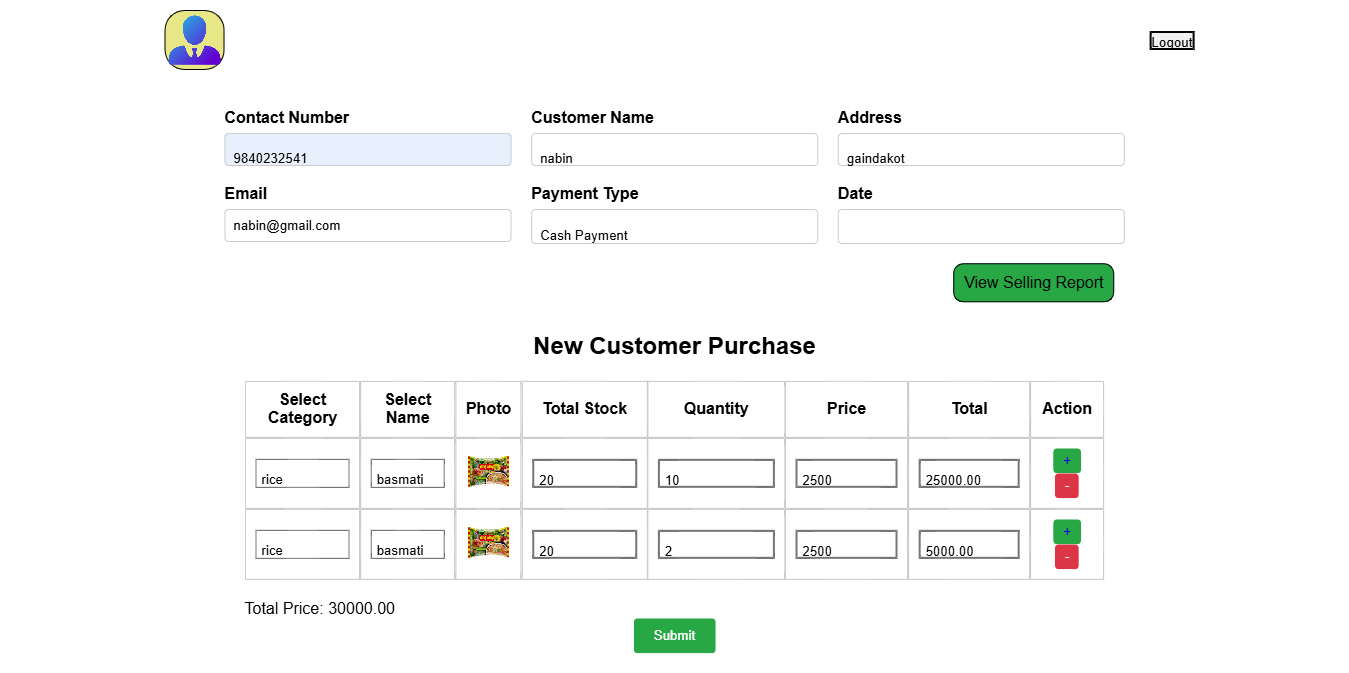 Logout
Contact Number Customer Name Address
9840232541 nabin gaindakot
Email Payment Type Date
nabin@gmail.com Cash Payment
View Selling Report
New Customer Purchase
Select Category Select Name Photo Total Stock Quantity Price Total Action
rice basmati 20 10 2500 25000.00 +
-
rice basmati 20 2 2500 5000.00 +
-
Total Price: 30000.00
Submit